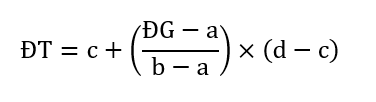 ĐT = c + (ĐG − a / b − a) × (d − c)